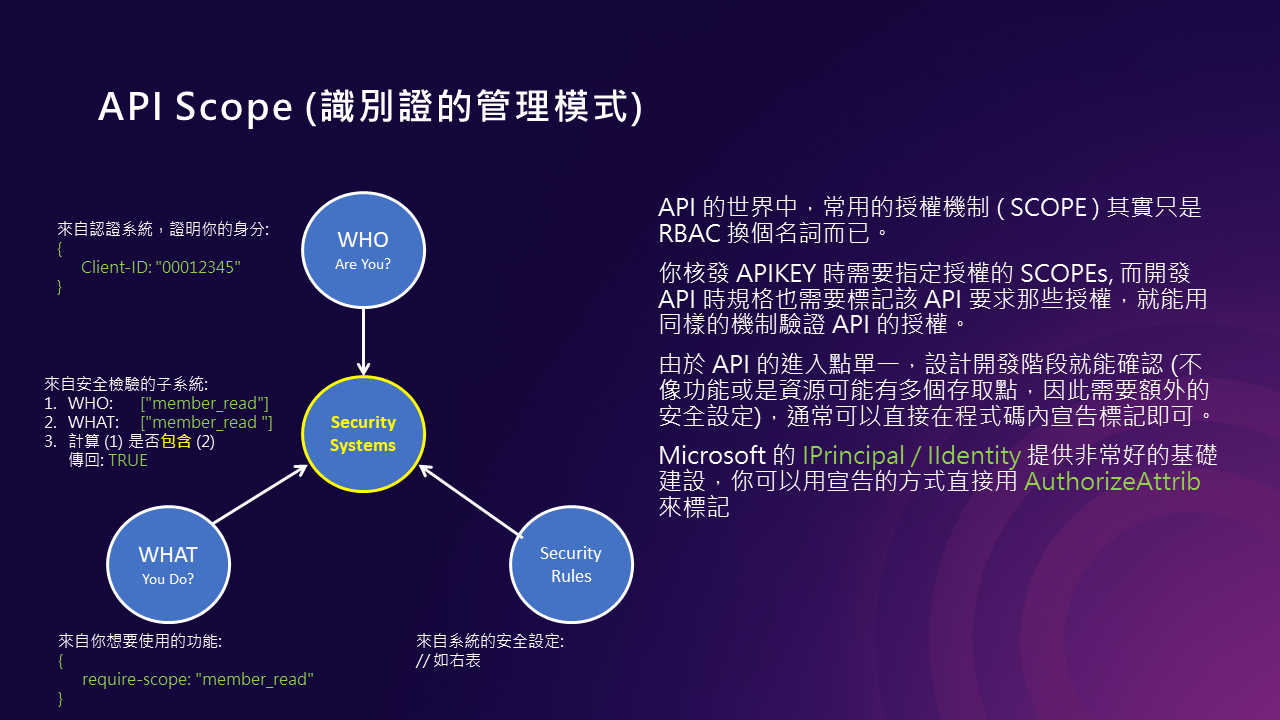 API Scope (識別證的管理模式)
來自認證系統，證明你的身分:
{
Client-ID: "00012345"
}
WHO
Are You?
來自安全檢驗的子系統:
1. WHO: ["member_read"]
2. WHAT: ["member_read "]
3. 計算 (1) 是否包含 (2)
傳回: TRUE
Security
Systems
WHAT
You Do?
Security
Rules
來自你想要使用的功能:
{
require-scope: "member_read"
}
來自系統的安全設定:
// 如右表
API 的世界中，常用的授權機制 ( SCOPE ) 其實只是
RBAC 換個名詞而已。
你核發 APIKEY 時需要指定授權的 SCOPEs, 而開發
API 時規格也需要標記該 API 要求那些授權，就能用
同樣的機制驗證 API 的授權。
由於 API 的進入點單一，設計開發階段就能確認 (不
像功能或是資源可能有多個存取點，因此需要額外的
安全設定)，通常可以直接在程式碼內宣告標記即可。
Microsoft 的 IPrincipal / IIdentity 提供非常好的基礎
建設，你可以用宣告的方式直接用 AuthorizeAttrib
來標記